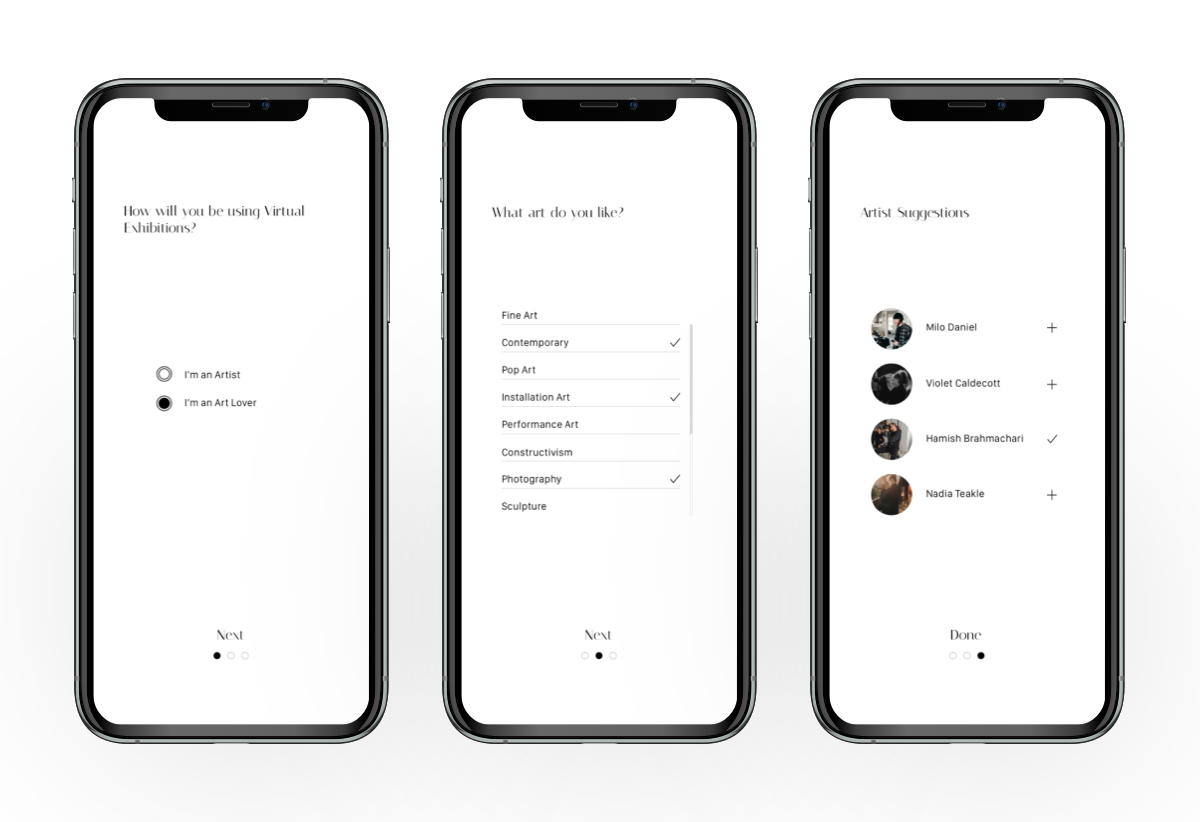 How will you be using Virtual
Exhibitions?
I'm an Artist
I'm an Art Lover
Next
What art do you like?
Fine Art
Contemporary
Pop Art
Installation Art
Performance Art
Constructivism
Photography
Sculpture
Next
Artist Suggestions
Milo Daniel
Violet Caldecott
Hamish Brahmachari
Nadia Teakle
Done